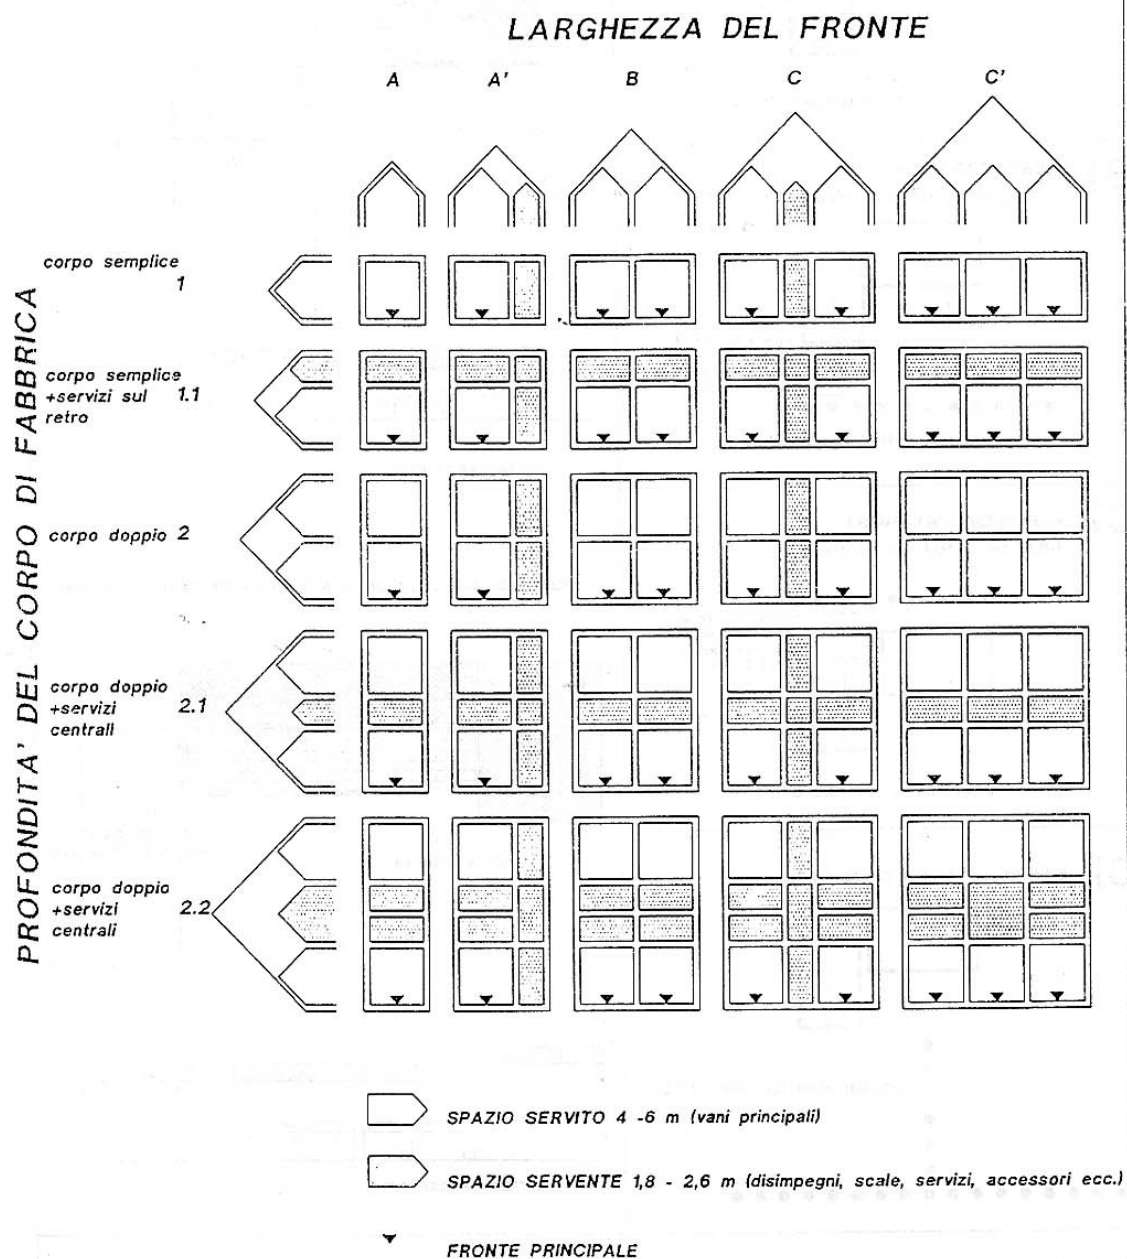 LARGHEZZA DEL FRONTE
A A' B C C'
PROFONDITA' DEL CORPO DI FABBRICA
corpo semplice
1
corpo semplice
+servizi sul 1.1
retro
corpo doppio 2
corpo doppio
+servizi 2.1
centrali
corpo doppio
+servizi 2.2
centrali
SPAZIO SERVITO 4 -6 m (vani principali)
SPAZIO SERVENTE 1,8 - 2,6 m (disimpegni, scale, servizi, accessori ecc.)
FRONTE PRINCIPALE